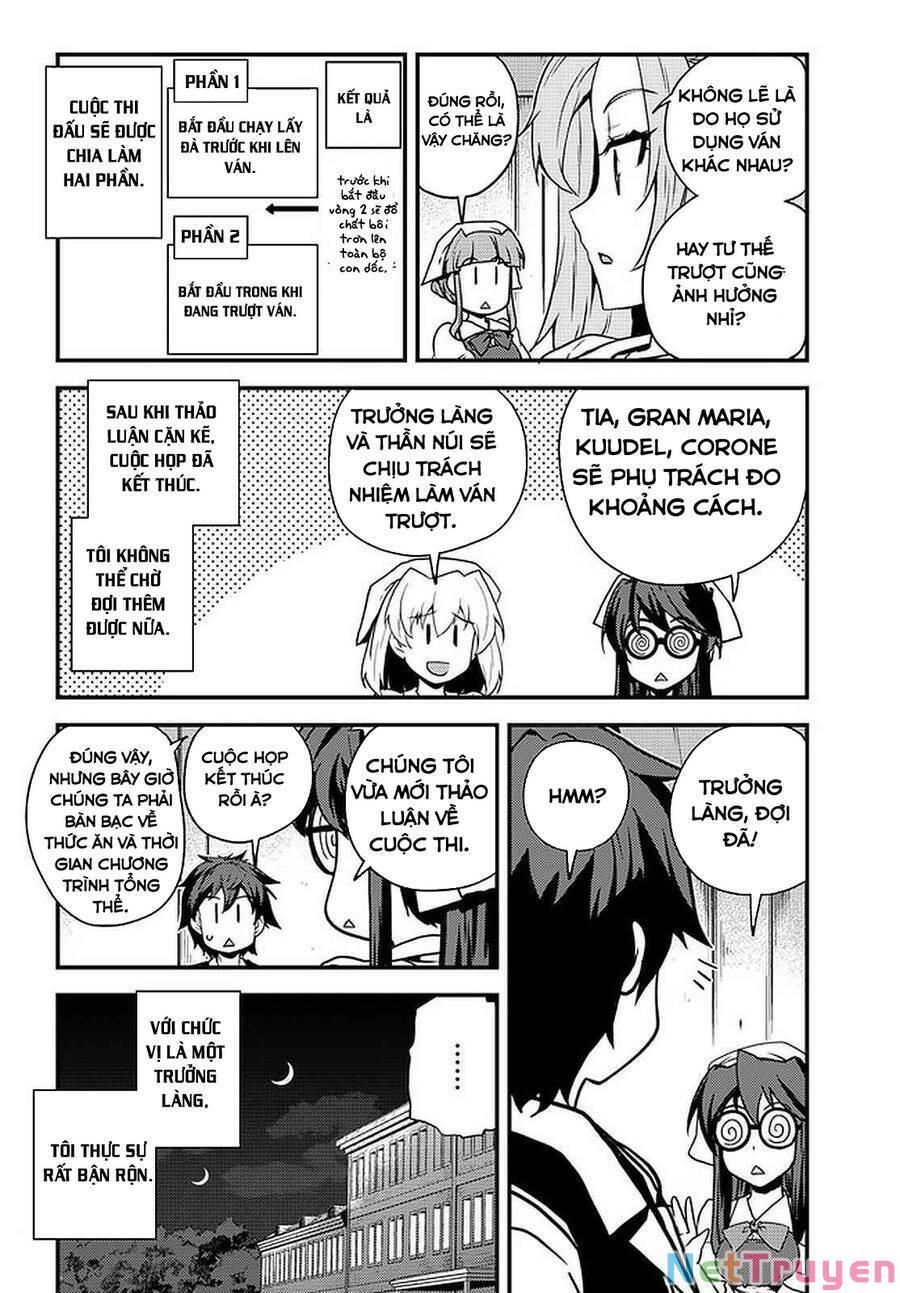 KHÔNG LẼ LÀ
DO HỌ SỬ
DỤNG VÁN
KHÁC NHAU?
HAY TƯ THẾ
TRƯỢT CŨNG
ẢNH HƯỞNG
NHỈ?
ĐÚNG RỒI,
CÓ THỂ LÀ
VẬY CHĂNG?
KẾT QUẢ
LÀ
trước khi
bắt đầu
vòng 2 sẽ đổ
chất bôi
trơn lên
toàn bộ
con dốc.
PHẦN 1
BẮT ĐẦU CHẠY LẤY
ĐÀ TRƯỚC KHI LÊN
VÁN.
PHẦN 2
BẮT ĐẦU TRONG KHI
ĐANG TRƯỢT VÁN.
CUỘC THI
ĐẤU SẼ ĐƯỢC
CHIA LÀM
HAI PHẦN.
TIA, GRAN MARIA,
KUUDEL, CORONE
SẼ PHỤ TRÁCH ĐO
KHOẢNG CÁCH.
TRƯỞNG LÀNG
VÀ THẦN NÚI SẼ
CHỊU TRÁCH
NHIỆM LÀM VÁN
TRƯỢT.
SAU KHI THẢO
LUẬN CẶN KẼ,
CUỘC HỌP ĐÃ
KẾT THÚC.
TÔI KHÔNG
THỂ CHỜ
ĐỢI THÊM
ĐƯỢC NỮA.
TRƯỞNG
LÀNG, ĐỢI
ĐÃ!
HMM?
CHÚNG TÔI
VỪA MỚI THẢO
LUẬN VỀ
CUỘC THI.
CUỘC HỌP
KẾT THÚC
RỒI À?
ĐÚNG VẬY,
NHƯNG BÂY GIỜ
CHÚNG TA PHẢI
BÀN BẠC VỀ
THỨC ĂN VÀ THỜI
GIAN CHƯƠNG
TRÌNH TỔNG
THỂ.
......
VỚI CHỨC
VỊ LÀ MỘT
TRƯỞNG
LÀNG,
TÔI THỰC SỰ
RẤT BẬN RỘN.
NetTruyen